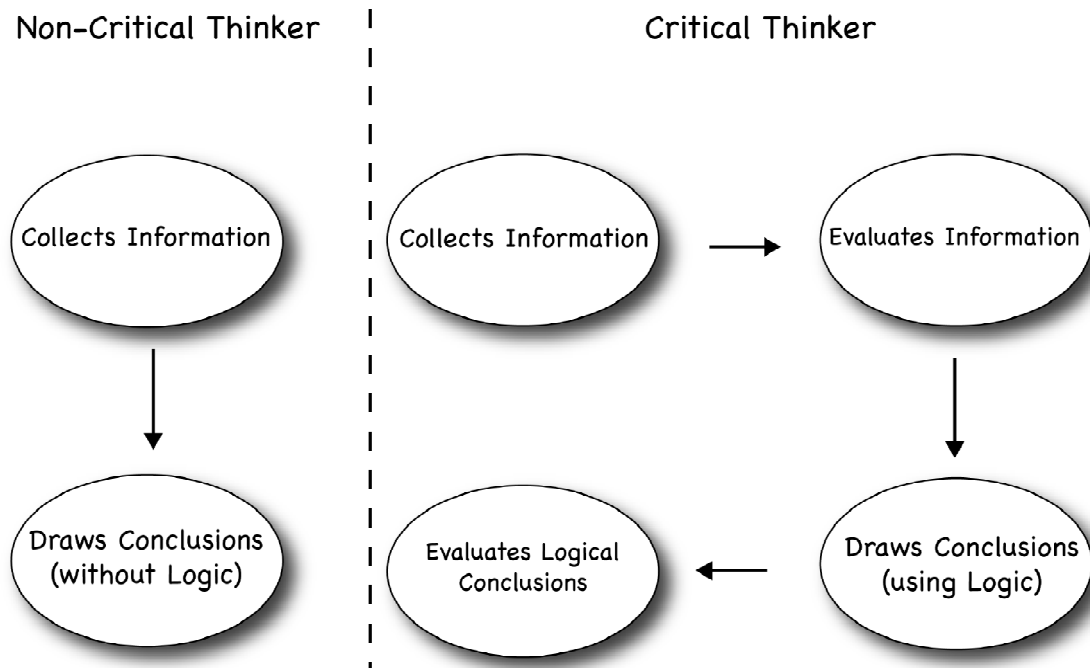 Non-Critical Thinker
Critical Thinker
Collects Information
Collects Information
Evaluates Information
Draws Conclusions
(without Logic)
Evaluates Logical
Conclusions
Draws Conclusions
(using Logic)